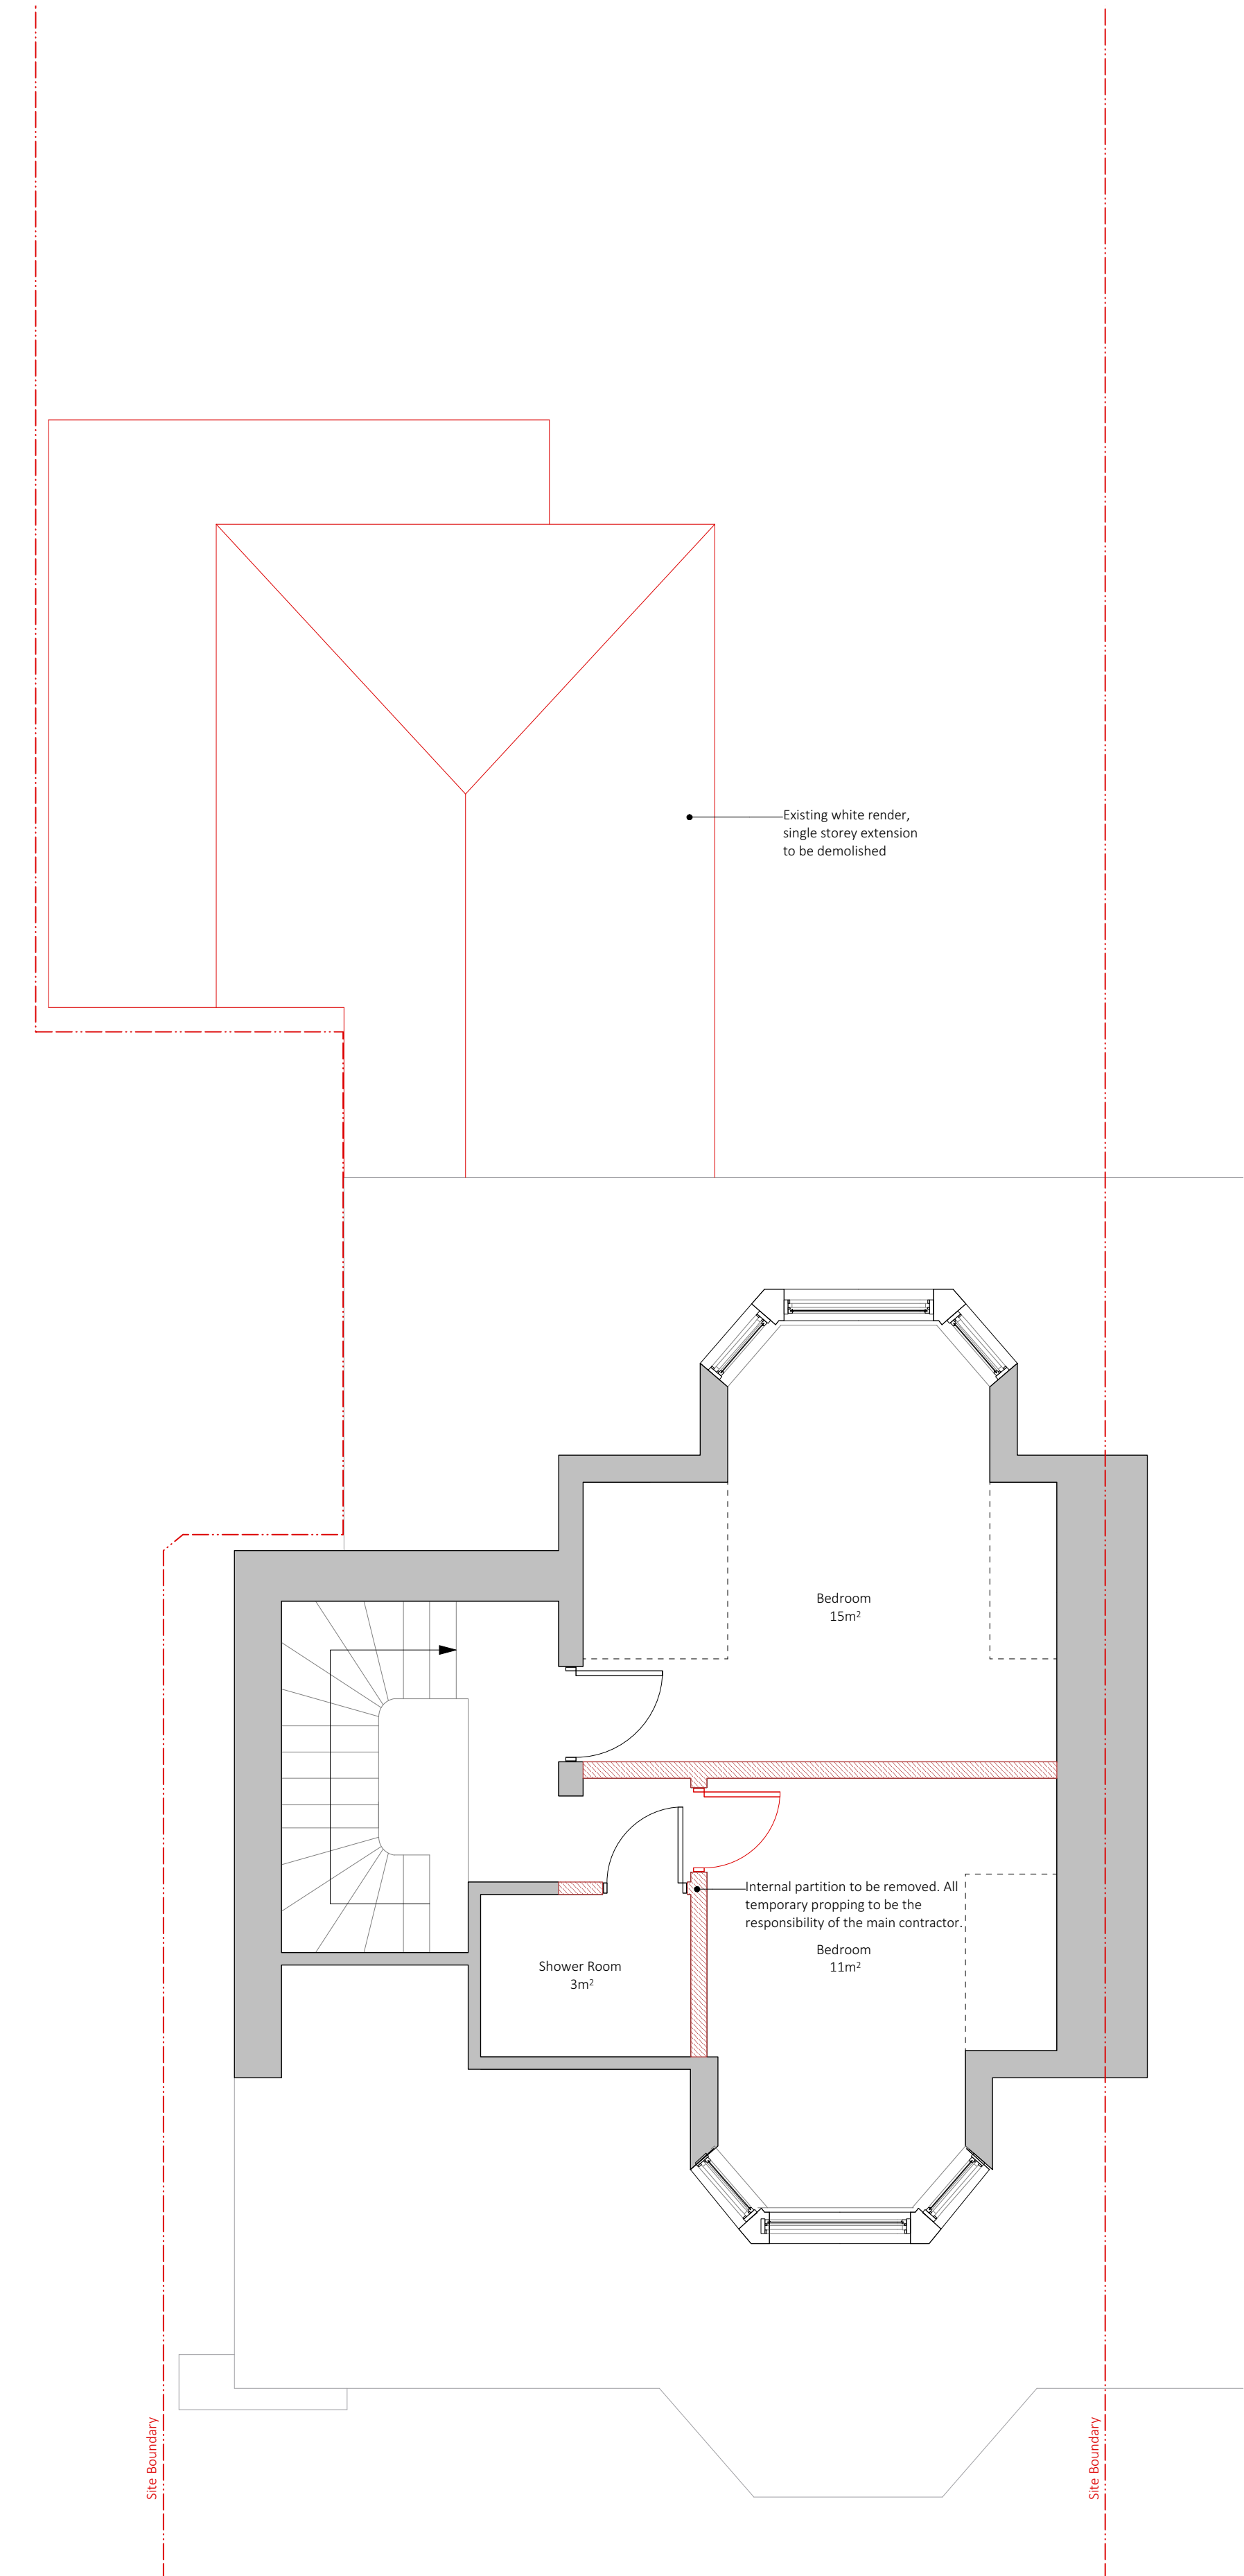 Existing white render,
single storey extension
to be demolished
Bedroom
15m²
Internal partition to be removed. All
temporary propping to be the
responsibility of the main contractor.
Bedroom
11m²
Shower Room
3m²
Site Boundary
Site Boundary